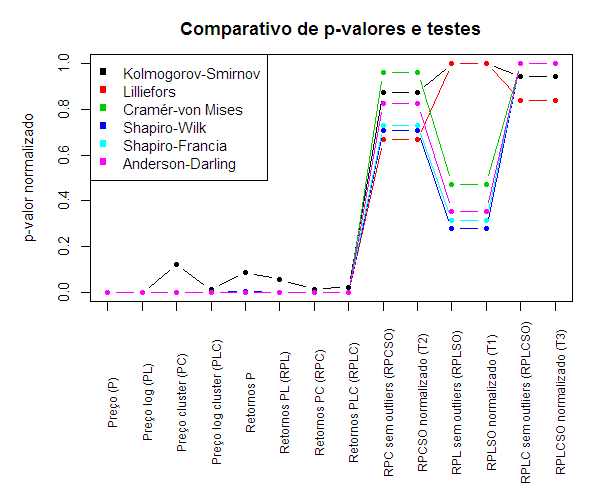 Comparativo de p-valores e testes
p-valor normalizado
1.0
0.8
0.6
0.4
0.2
0.0
Kolmogorov-Smirnov
Lilliefors
Cramér-von Mises
Shapiro-Wilk
Shapiro-Francia
Anderson-Darling
Preço (P)
Preço log (PL)
Preço cluster (PC)
Preço log cluster (PLC)
Retornos P
Retornos PL (RPL)
Retornos PC (RPC)
Retornos PLC (RPLC)
RPC sem outliers (RPCSO)
RPCSO normalizado (T2)
RPL sem outliers (RPLSO)
RPLSO normalizado (T1)
RPLC sem outliers (RPLCSO)
RPLCSO normalizado (T3)